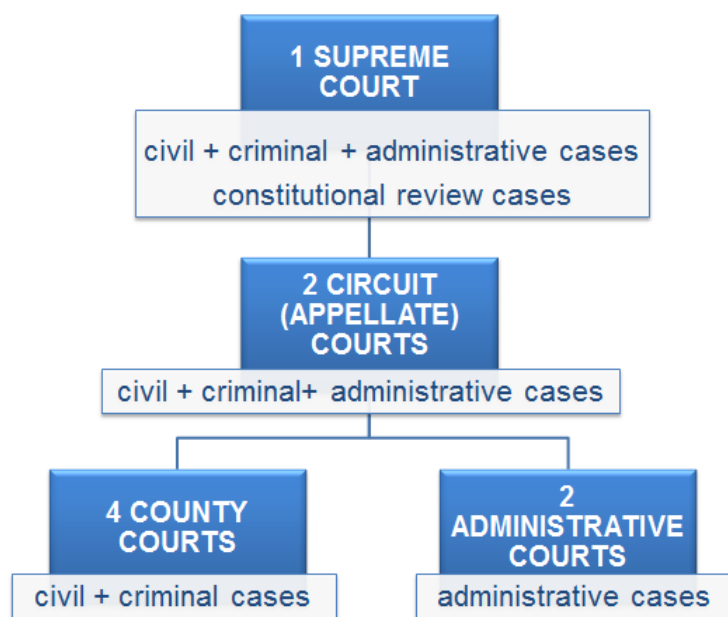 1 SUPREME
COURT
civil + criminal + administrative cases
constitutional review cases
2 CIRCUIT
(APPELLATE)
COURTS
civil + criminal+ administrative cases
4 COUNTY
COURTS
civil + criminal cases
2
ADMINISTRATIVE
COURTS
administrative cases